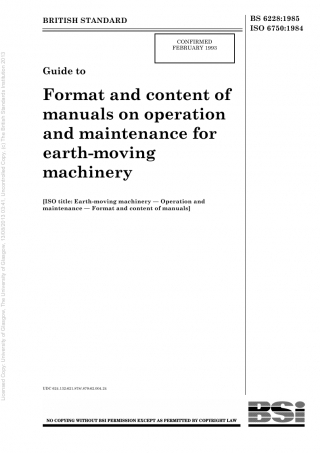 BRITISH STANDARD
BS 6228:1985
ISO 6750:1984
CONFIRMED
FEBRUARY 1993
Guide to
Format and content of
manuals on operation
and maintenance for
earth-moving
machinery
[ISO title: Earth-moving machinery — Operation and
maintenance — Format and content of manuals]
NO COPYING WITHOUT BSI PERMISSION EXCEPT AS PERMITTED BY COPYRIGHT LAW
BSi